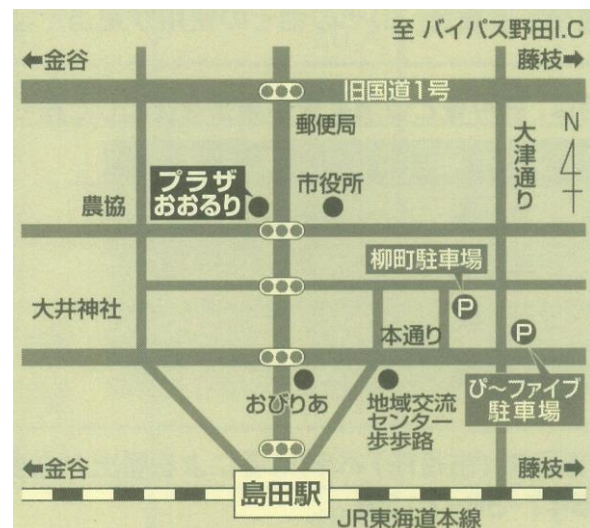 至 バイパス野田I.C
←金谷
藤枝→
旧国道1号
郵便局
大津通り
N
プラザ
おおるり
市役所
農協
柳町駐車場
P
大井神社
本通り
P
おびりあ
地域交流
センター
歩歩路
ぴ〜ファイブ
駐車場
←金谷
藤枝→
島田駅
JR東海道本線